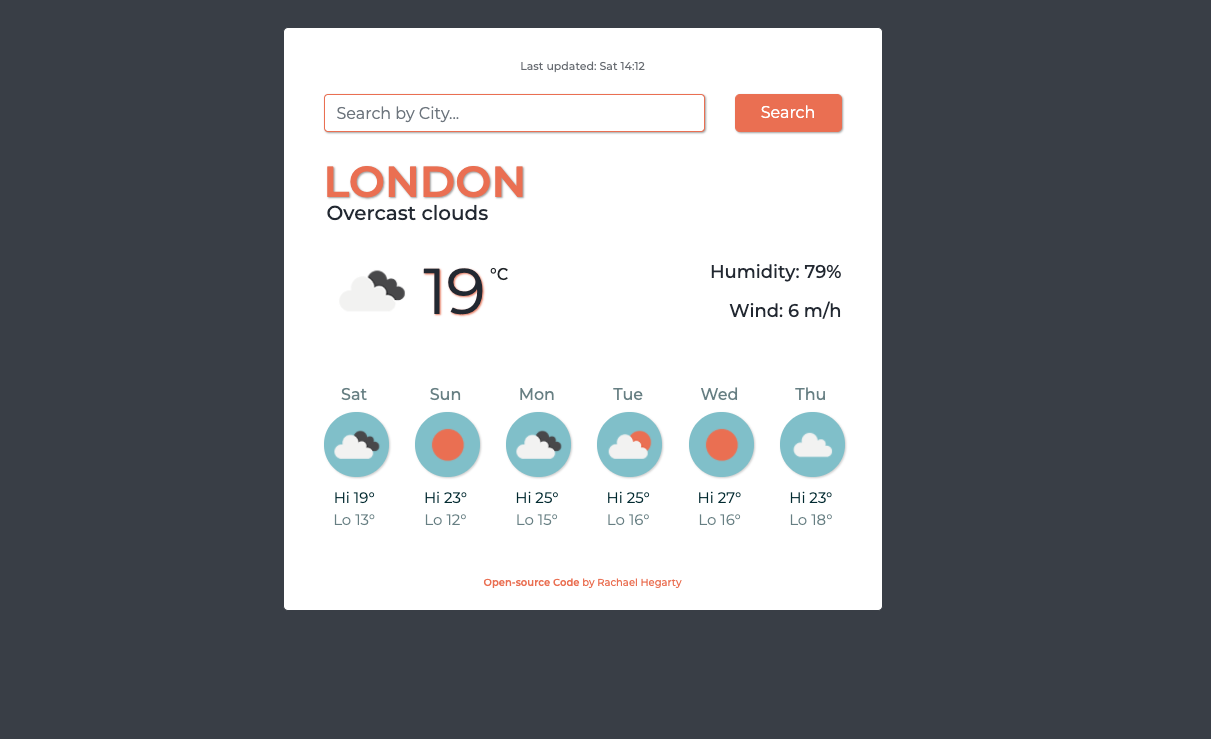 Last updated: Sat 14:12
Search by City...
Search
LONDON
Overcast clouds
19 °C
Humidity: 79%
Wind: 6 m/h
Sat Sun Mon Tue Wed Thu
Hi 19° Hi 23° Hi 25° Hi 25° Hi 27° Hi 23°
Lo 13° Lo 12° Lo 15° Lo 16° Lo 16° Lo 18°
Open-source Code by Rachael Hegarty